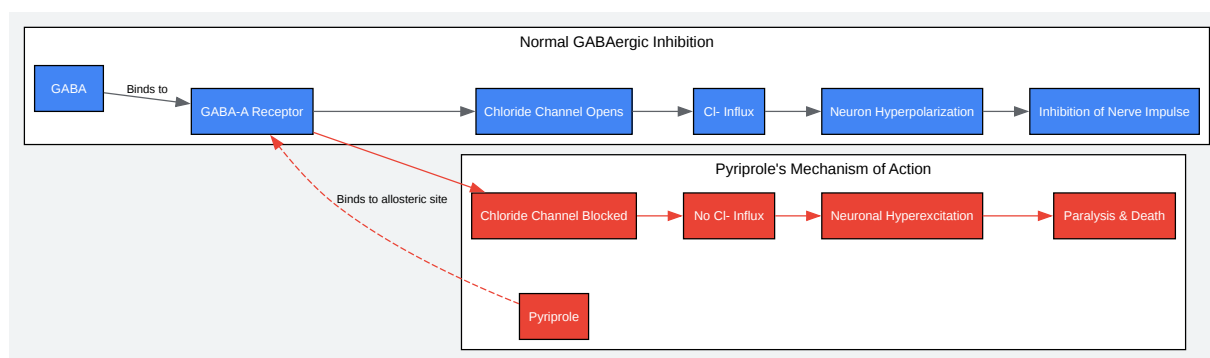 Normal GABAergic Inhibition
GABA
Binds to
GABA-A Receptor
Chloride Channel Opens
Cl- Influx
Neuron Hyperpolarization
Inhibition of Nerve Impulse
Pyriprole's Mechanism of Action
Binds to allosteric site
Chloride Channel Blocked
No Cl- Influx
Neuronal Hyperexcitation
Paralysis & Death
Pyriprole